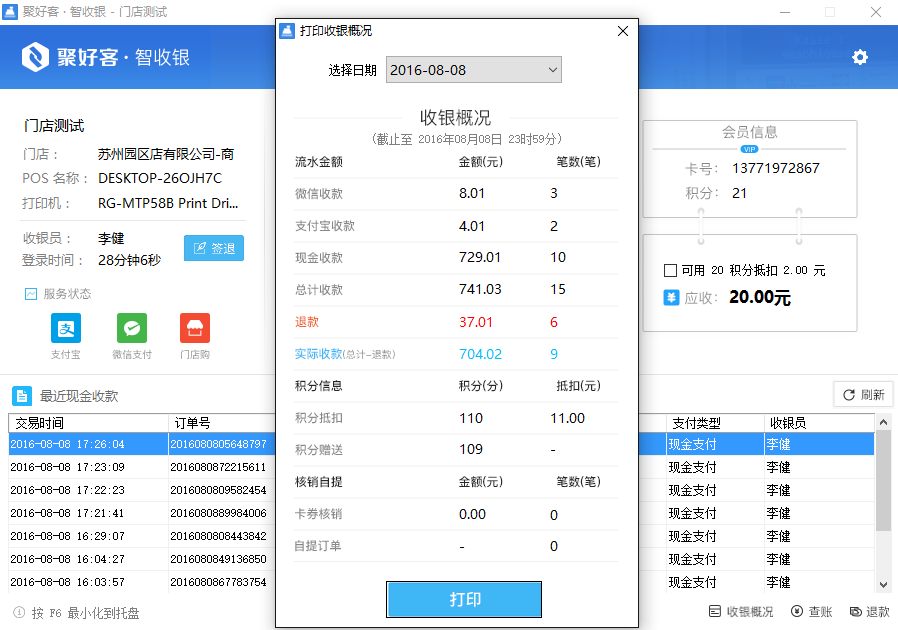 聚好客 · 智收银 - 门店测试
聚好客 · 智收银
门店测试
门店： 苏州园区店有限公司-商
POS 名称： DESKTOP-26OJH7C
打印机： RG-MTP58B Print Dri...
收银员： 李健
登录时间： 28分钟6秒
签退
服务状态
支
支付宝 微信支付 门店购
打印收银概况
选择日期 2016-08-08
收银概况
(截止至 2016年08月08日 23时59分)
流水金额 金额(元) 笔数(笔)
微信收款 8.01 3
支付宝收款 4.01 2
现金收款 729.01 10
总计收款 741.03 15
退款 37.01 6
实际收款(总计-退款) 704.02 9
积分信息 积分(分) 抵扣(元)
积分抵扣 110 11.00
积分赠送 109 -
核销自提 金额(元) 笔数(笔)
卡券核销 0.00 0
自提订单 - 0
打印
会员信息
VIP
卡号： 13771972867
积分： 21
可用 20 积分抵扣 2.00 元
¥ 应收： 20.00元
最近现金收款
刷新
交易时间 订单号 支付类型 收银员
2016-08-08 17:26:04 2016080805648797 现金支付 李健
2016-08-08 17:23:09 2016080872215611 现金支付 李健
2016-08-08 17:22:23 2016080809582454 现金支付 李健
2016-08-08 17:21:41 2016080889984006 现金支付 李健
2016-08-08 16:29:07 2016080808443842 现金支付 李健
2016-08-08 16:04:27 2016080849136850 现金支付 李健
2016-08-08 16:03:57 2016080867783754 现金支付 李健
按 F6 最小化到托盘
收银概况 查账 退款